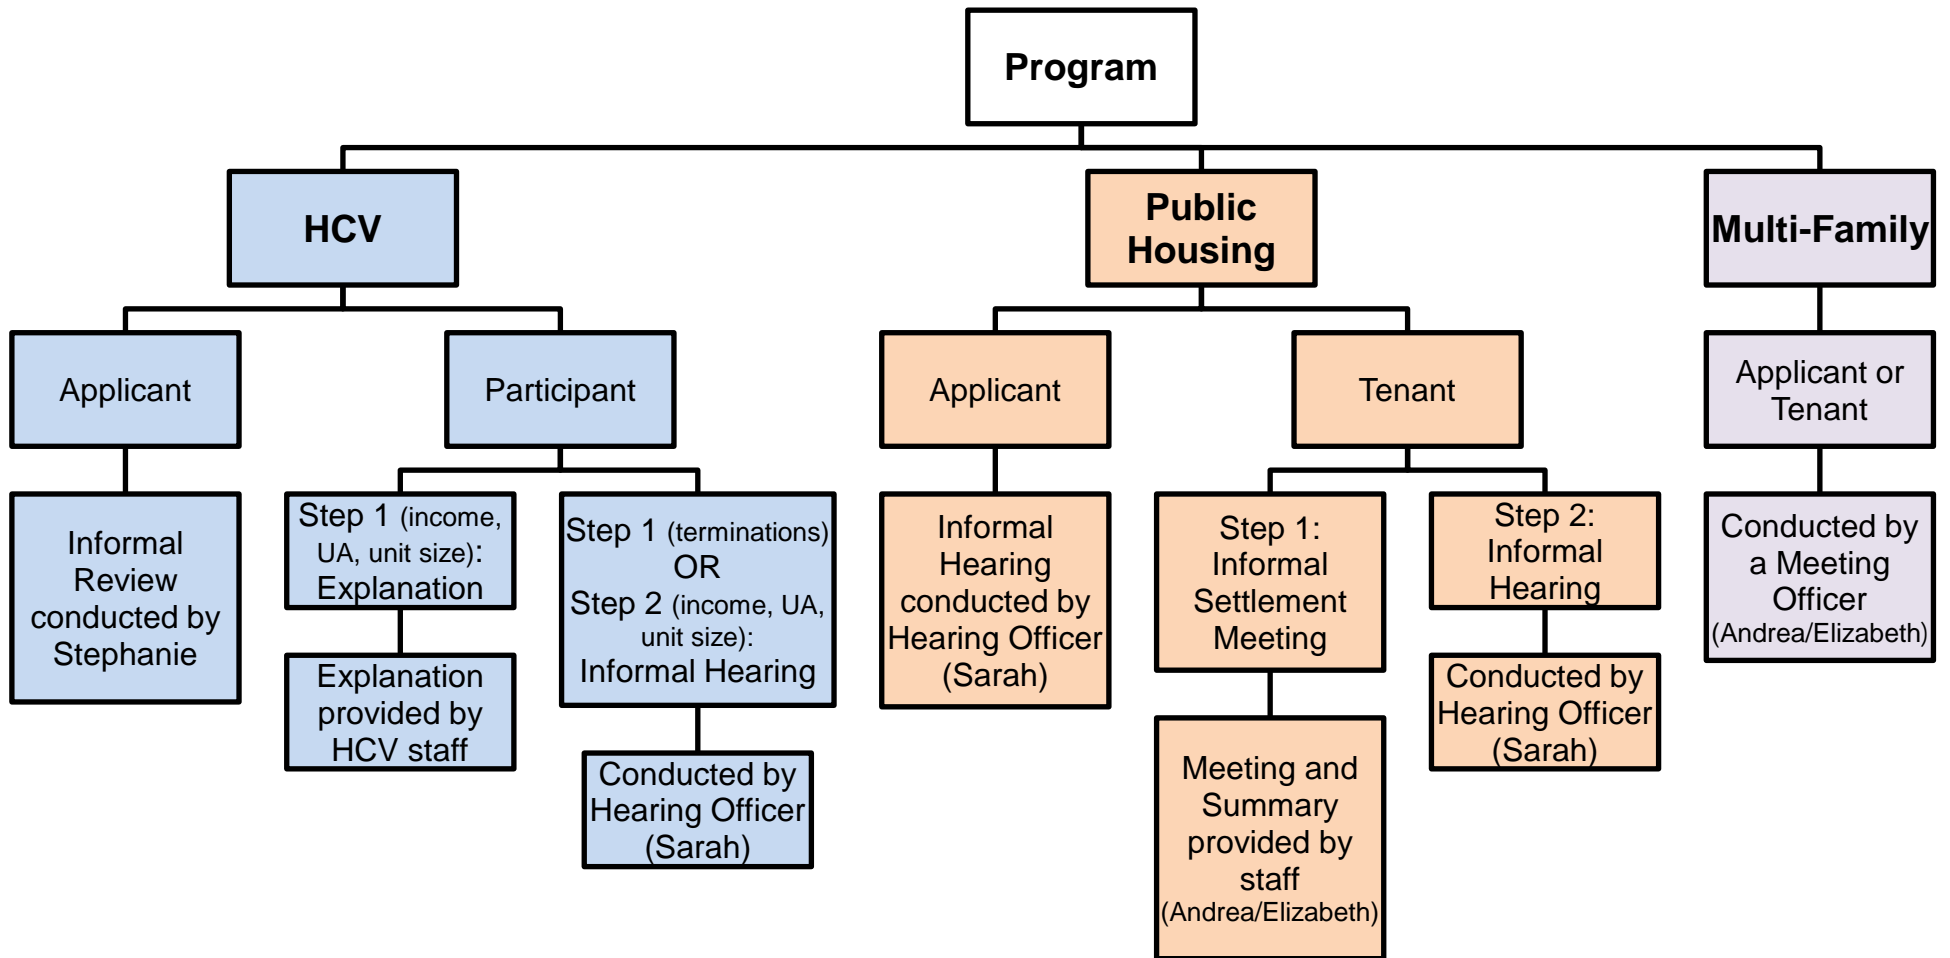 Program
HCV
Public
Housing
Multi-Family
Applicant
Participant
Applicant
Tenant
Applicant or
Tenant
Informal
Review
conducted by
Stephanie
Step 1 (income,
UA, unit size):
Explanation
Explanation
provided by
HCV staff
Step 1 (terminations)
OR
Step 2 (income, UA,
unit size):
Informal Hearing
Conducted by
Hearing Officer
(Sarah)
Informal
Hearing
conducted by
Hearing Officer
(Sarah)
Step 1:
Informal
Settlement
Meeting
Meeting and
Summary
provided by
staff
(Andrea/Elizabeth)
Step 2:
Informal
Hearing
Conducted by
Hearing Officer
(Sarah)
Conducted by
a Meeting
Officer
(Andrea/Elizabeth)